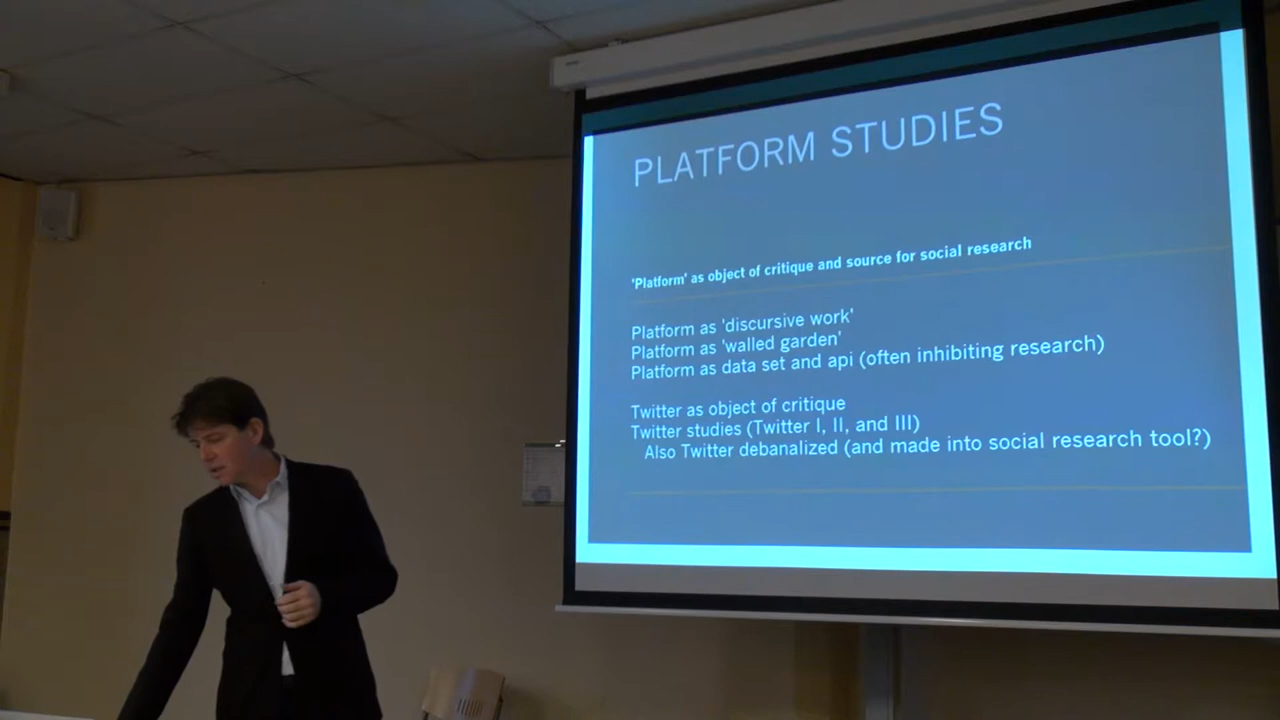 PLATFORM STUDIES
'Platform' as object of critique and source for social research
Platform as 'discursive work'
Platform as 'walled garden'
Platform as data set and api (often inhibiting research)
Twitter as object of critique
Twitter studies (Twitter I, II, and III)
Also Twitter debanalized (and made into social research tool?)